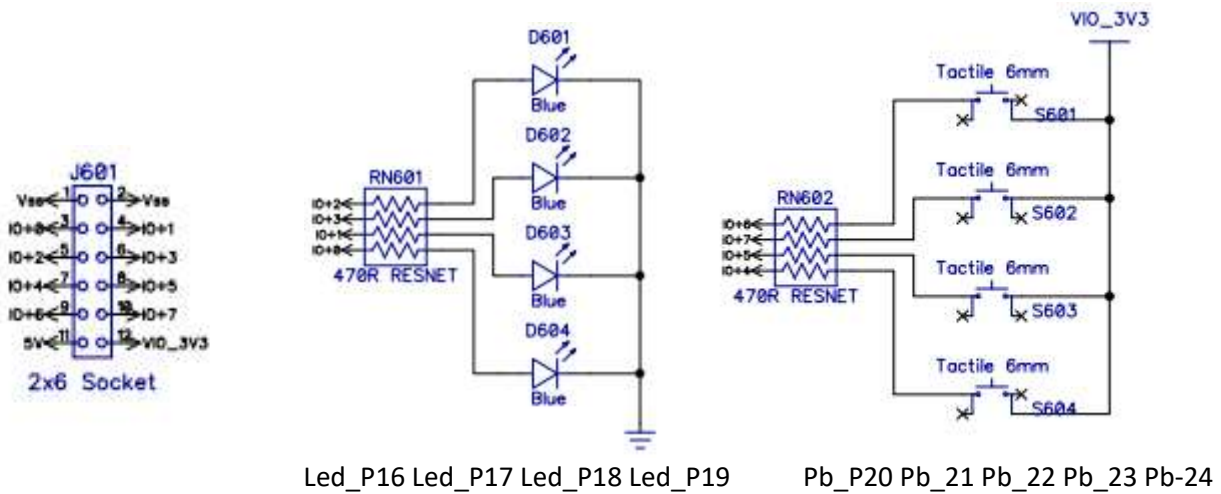 J601
1 2
Vss Vss
3 4
IO+0 IO+1
5 6
IO+2 IO+3
7 8
IO+4 IO+5
9 10
IO+6 IO+7
11 12
5V VIO_3V3
2x6 Socket
RN601
IO+2
IO+3
IO+1
IO+0
470R RESNET
D601
Blue
D602
Blue
D603
Blue
D604
Blue
RN602
IO+6
IO+7
IO+5
IO+4
470R RESNET
VIO_3V3
Tactile 6mm
S601
Tactile 6mm
S602
Tactile 6mm
S603
Tactile 6mm
S604
Led_P16 Led_P17 Led_P18 Led_P19 Pb_P20 Pb_21 Pb_22 Pb_23 Pb-24